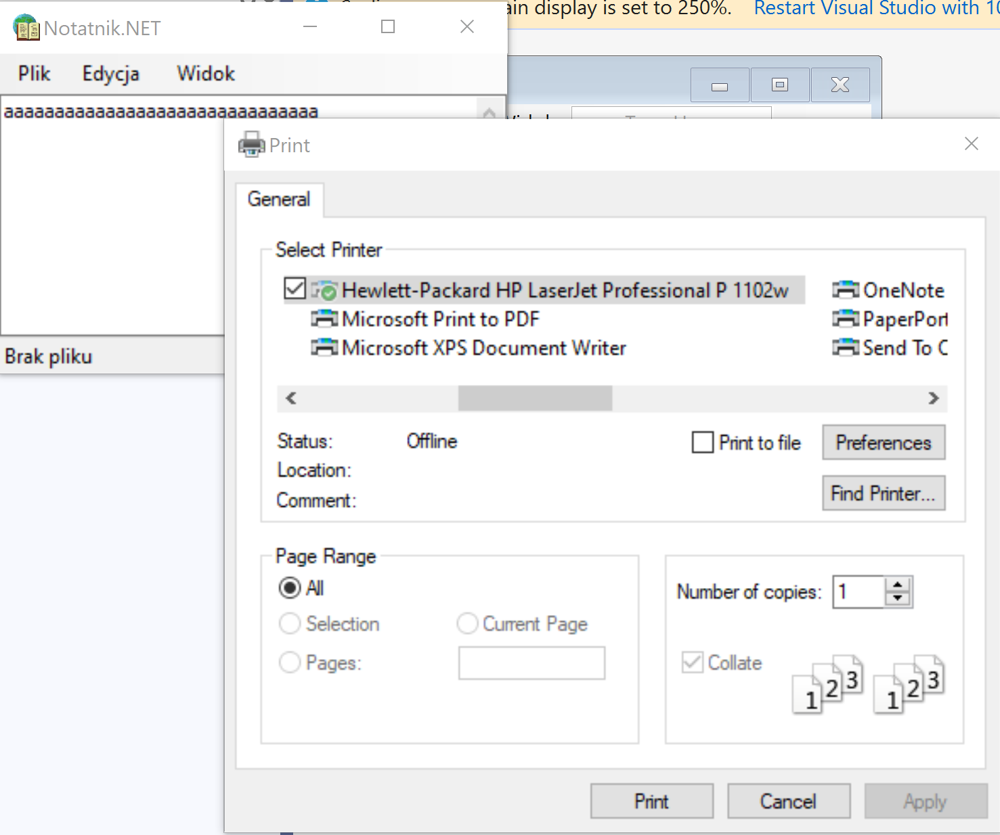 ain display is set to 250%. Restart Visual Studio with 10
Notatnik.NET
Plik Edycja Widok
aaaaaaaaaaaaaaaaaaaaaaaaaaaaaaa
Print
General
Select Printer
Hewlett-Packard HP LaserJet Professional P 1102w
Microsoft Print to PDF
Microsoft XPS Document Writer
OneNote
PaperPort
Send To
Brak pliku
Status: Offline
Location:
Comment:
Print to file
Preferences
Find Printer...
Page Range
All
Selection
Current Page
Pages:
Number of copies: 1
Collate
1 2 3 1 2 3
Print Cancel Apply